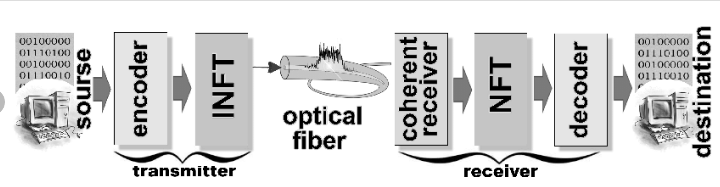 00100000
01110100
00100000
01110010
sourse
encoder
INFT
optical
fiber
coherent
receiver
NFT
decoder
00100000
01110100
00100000
01110010
destination
transmitter
receiver